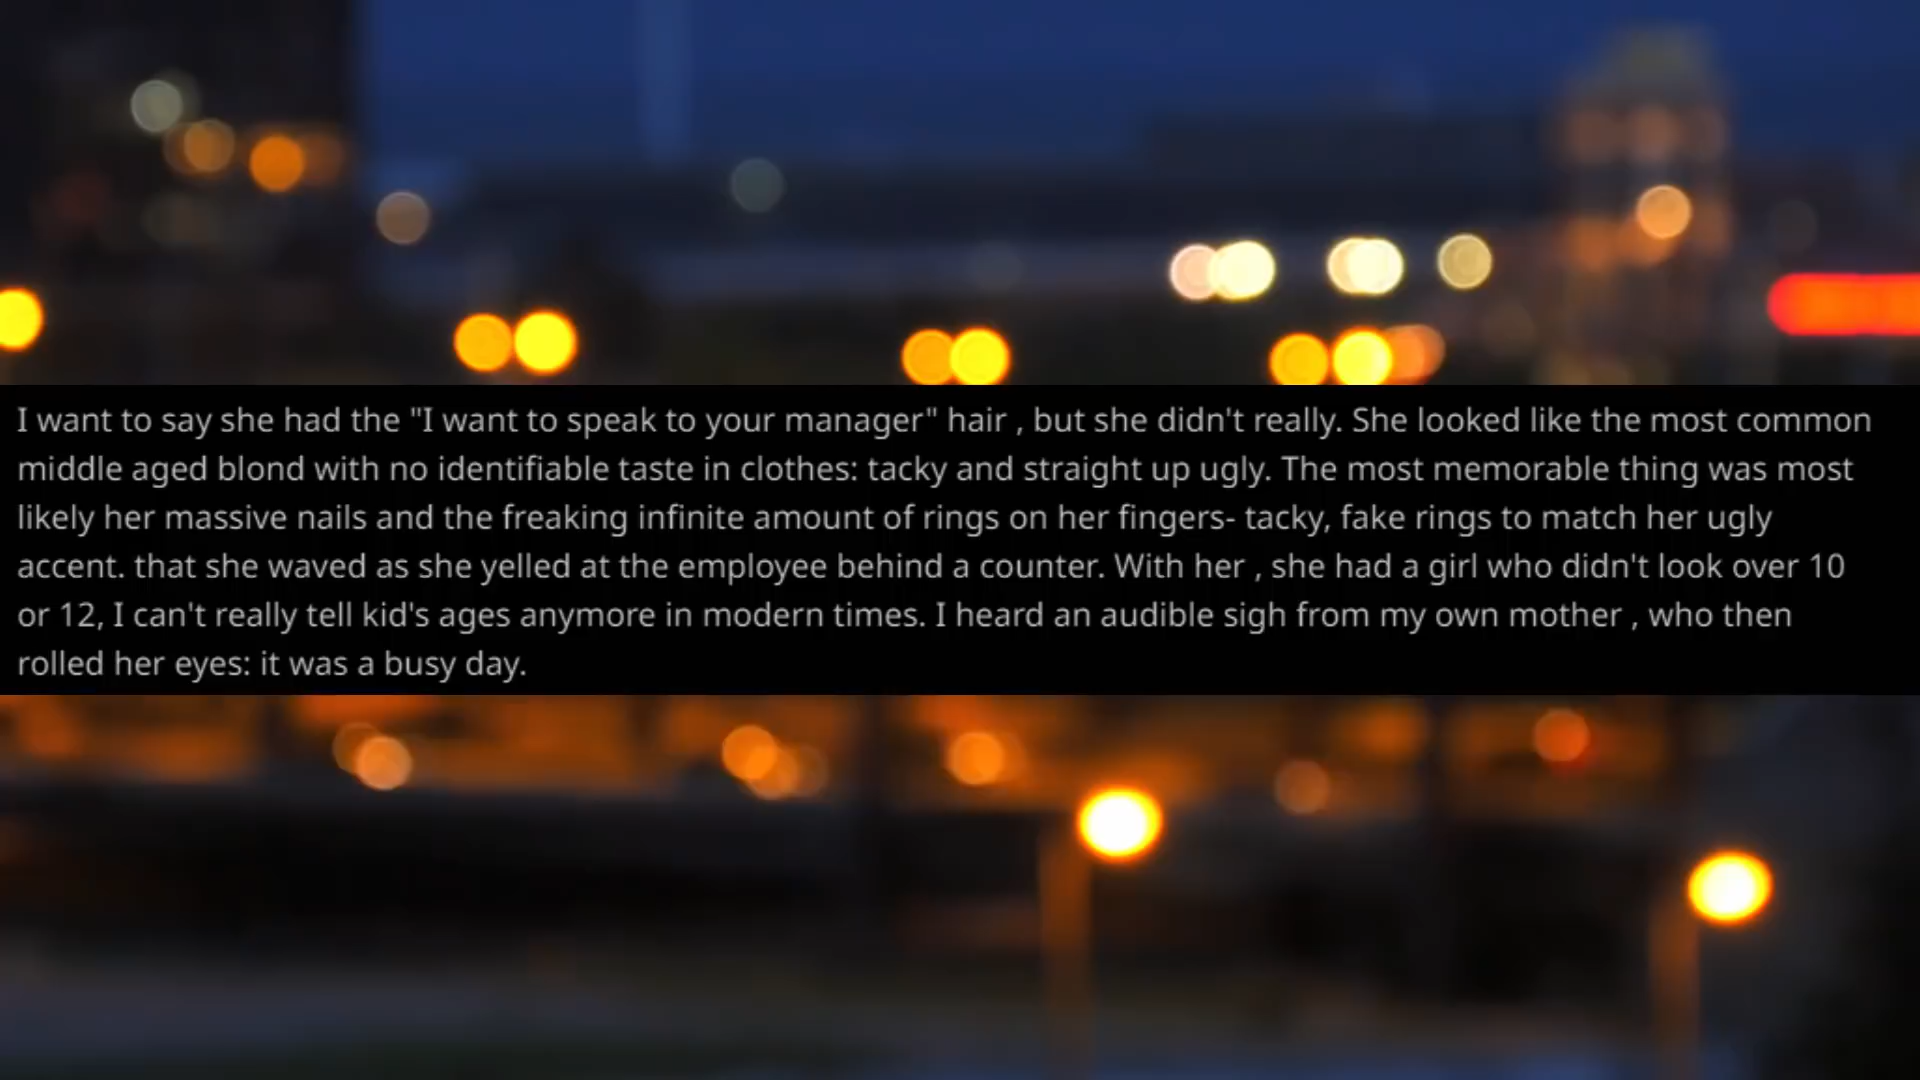 I want to say she had the "I want to speak to your manager" hair , but she didn't really. She looked like the most common
middle aged blond with no identifiable taste in clothes: tacky and straight up ugly. The most memorable thing was most
likely her massive nails and the freaking infinite amount of rings on her fingers- tacky, fake rings to match her ugly
accent. that she waved as she yelled at the employee behind a counter. With her , she had a girl who didn't look over 10
or 12, I can't really tell kid's ages anymore in modern times. I heard an audible sigh from my own mother , who then
rolled her eyes: it was a busy day.